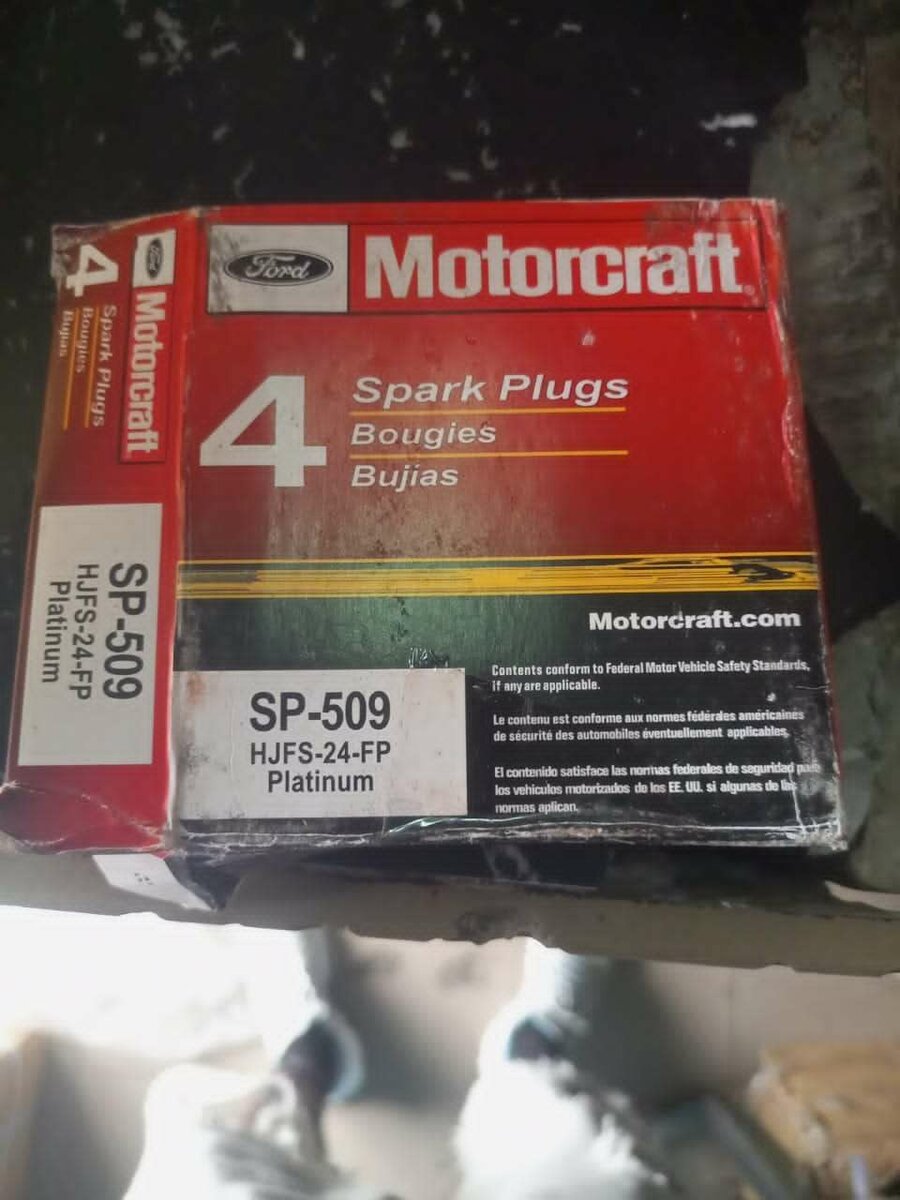 Ford
Motorcraft®
4
Spark Plugs
Bougies
Bujias
Motorcraft.com
SP-509
HJFS-24-FP
Platinum
Contents conform to Federal Motor Vehicle Safety Standards,
if any are applicable.
Le contenu est conforme aux normes fédérales américaines
de sécurité des automobiles éventuellement applicables.
El contenido satisface las normas federales de seguridad para
los vehiculos motorizados de los EE. UU. si algunas de las
normas aplican.
Ford
Motorcraft
4
Spark Plugs
Bougies
Bujias
SP-509
HJFS-24-FP
Platinum